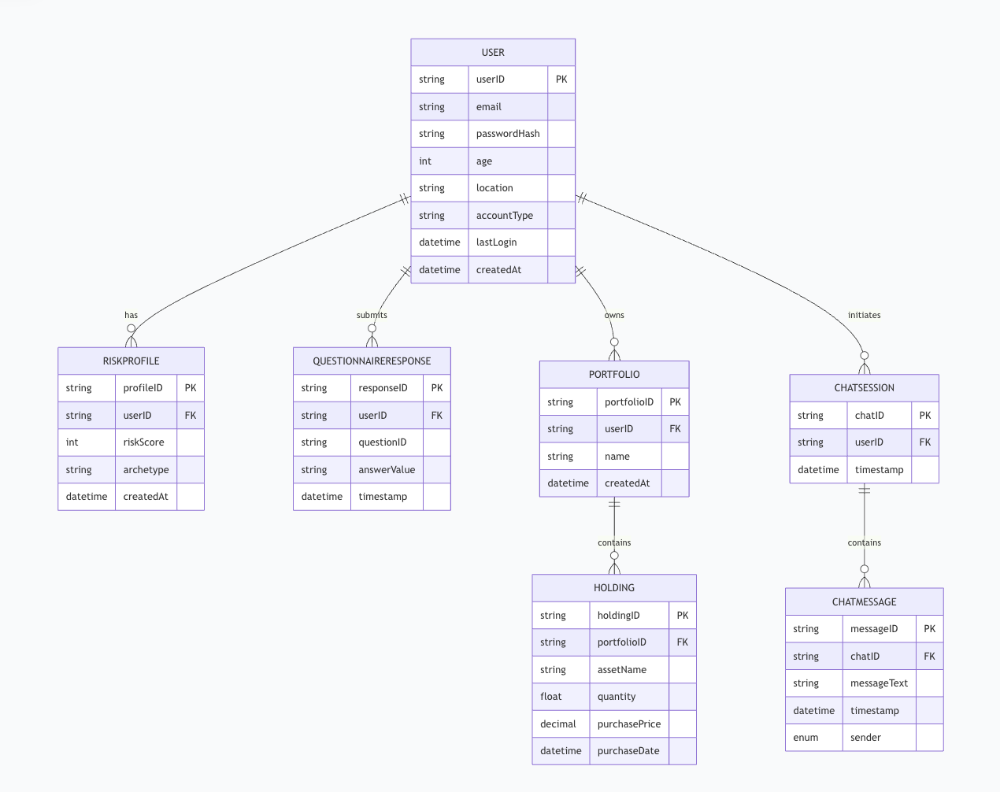 USER
string userID PK
string email
string passwordHash
int age
string location
string accountType
datetime lastLogin
datetime createdAt
has
submits
owns
initiates
RISKPROFILE
string profileID PK
string userID FK
int riskScore
string archetype
datetime createdAt
QUESTIONNAIRERESPONSE
string responseID PK
string userID FK
string questionID
string answerValue
datetime timestamp
PORTFOLIO
string portfolioID PK
string userID FK
string name
datetime createdAt
CHATSESSION
string chatID PK
string userID FK
datetime timestamp
contains
contains
HOLDING
string holdingID PK
string portfolioID FK
string assetName
float quantity
decimal purchasePrice
datetime purchaseDate
CHATMESSAGE
string messageID PK
string chatID FK
string messageText
datetime timestamp
enum sender